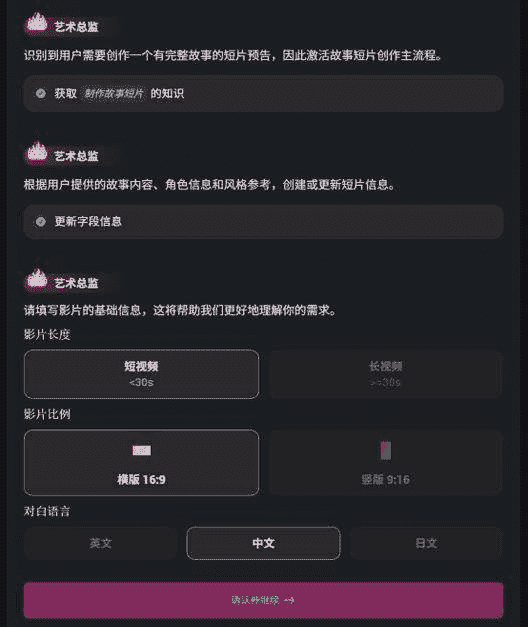 艺术总监
识别到用户需要创作一个有完整故事的短片预告，因此激活故事短片创作主流程。
获取 制作故事短片 的知识
艺术总监
根据用户提供的故事内容、角色信息和风格参考，创建或更新短片信息。
更新字段信息
艺术总监
请填写影片的基础信息，这将帮助我们更好地理解你的需求。
影片长度
短视频 长视频
<30s >=30s
影片比例
横版 16:9 竖版 9:16
对白语言
英文 中文 日文
确认并继续 →